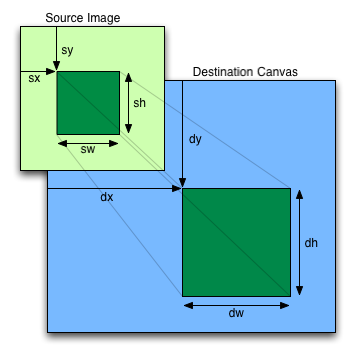 Source Image
sy
sx
sh
sw
Destination Canvas
dy
dx
dh
dw